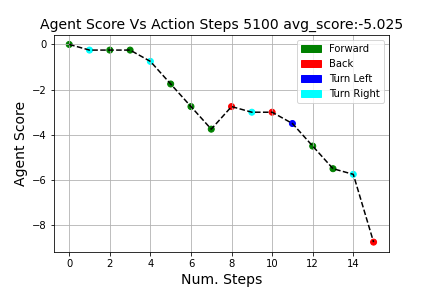 Agent Score Vs Action Steps 5100 avg_score:-5.025
Forward
Back
Turn Left
Turn Right
Agent Score
0
−2
−4
−6
−8
0 2 4 6 8 10 12 14
Num. Steps